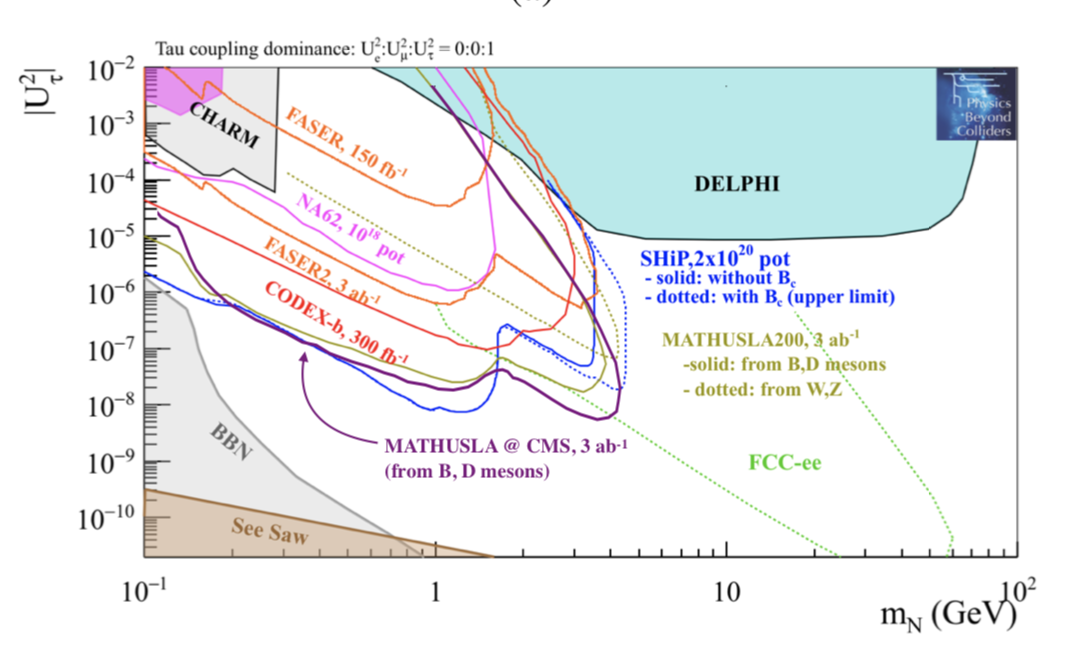 Tau coupling dominance: U²ₑ:U²μ:U²τ = 0:0:1
|U²τ|
10⁻²
10⁻³
10⁻⁴
10⁻⁵
10⁻⁶
10⁻⁷
10⁻⁸
10⁻⁹
10⁻¹⁰
CHARM
FASER, 150 fb⁻¹
NA62, 10¹⁸ pot
FASER2, 3 ab⁻¹
CODEX-b, 300 fb⁻¹
DELPHI
Physics
Beyond
Colliders
SHiP,2x10²⁰ pot
- solid: without Bc
- dotted: with Bc (upper limit)
MATHUSLA200, 3 ab⁻¹
-solid: from B,D mesons
- dotted: from W,Z
MATHUSLA @ CMS, 3 ab⁻¹
(from B, D mesons)
FCC-ee
BBN
See Saw
10⁻¹
1
10
10²
mN (GeV)